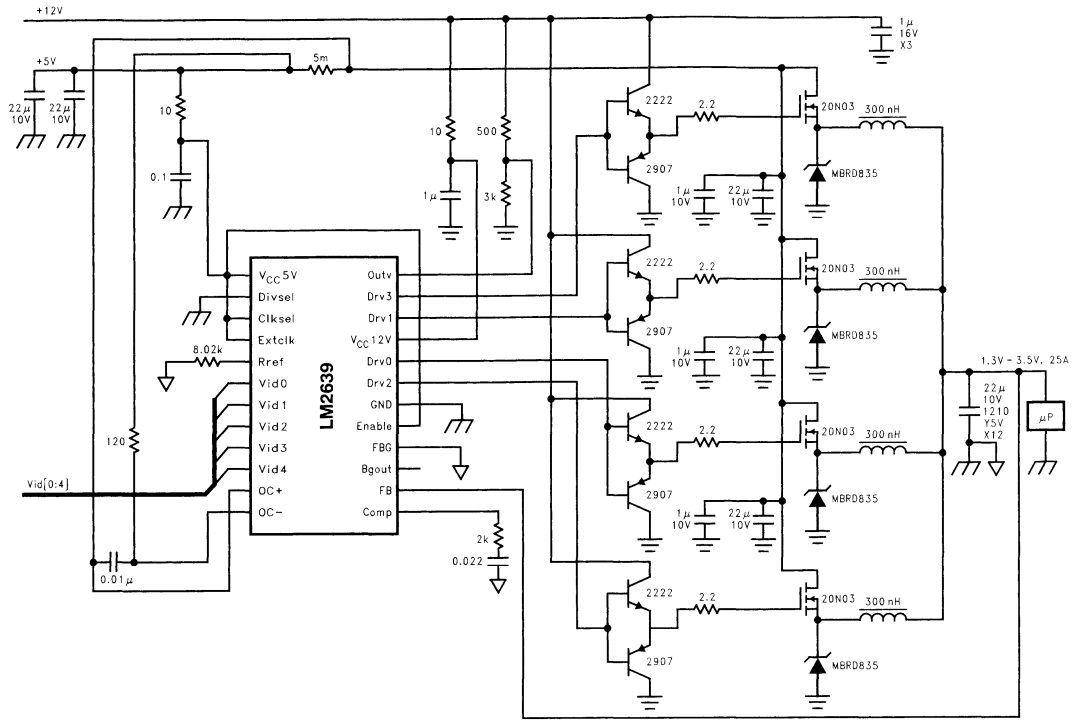 +12V
1μ
16V
X3
+5V
5m
22μ
10V
22μ
10V
10
0.1
10
500
1μ
3k
2222
2907
2.2
20N03
300 nH
1μ
10V
22μ
10V
MBRD835
2222
2907
2.2
20N03
300 nH
1μ
10V
22μ
10V
MBRD835
VCC5V
Divsel
Clksel
Extclk
Rref
Vid0
Vid1
Vid2
Vid3
Vid4
OC+
OC-
LM2639
Outv
Drv3
Drv1
VCC12V
Drv0
Drv2
GND
Enable
FBG
Bgout
FB
Comp
8.02k
120
Vid[0:4]
0.01μ
2k
0.022
2222
2907
2.2
20N03
300 nH
1μ
10V
22μ
10V
MBRD835
1.3V – 3.5V, 25A
22μ
10V
1210
Y5V
X12
μP
2222
2907
2.2
20N03
300 nH
MBRD835